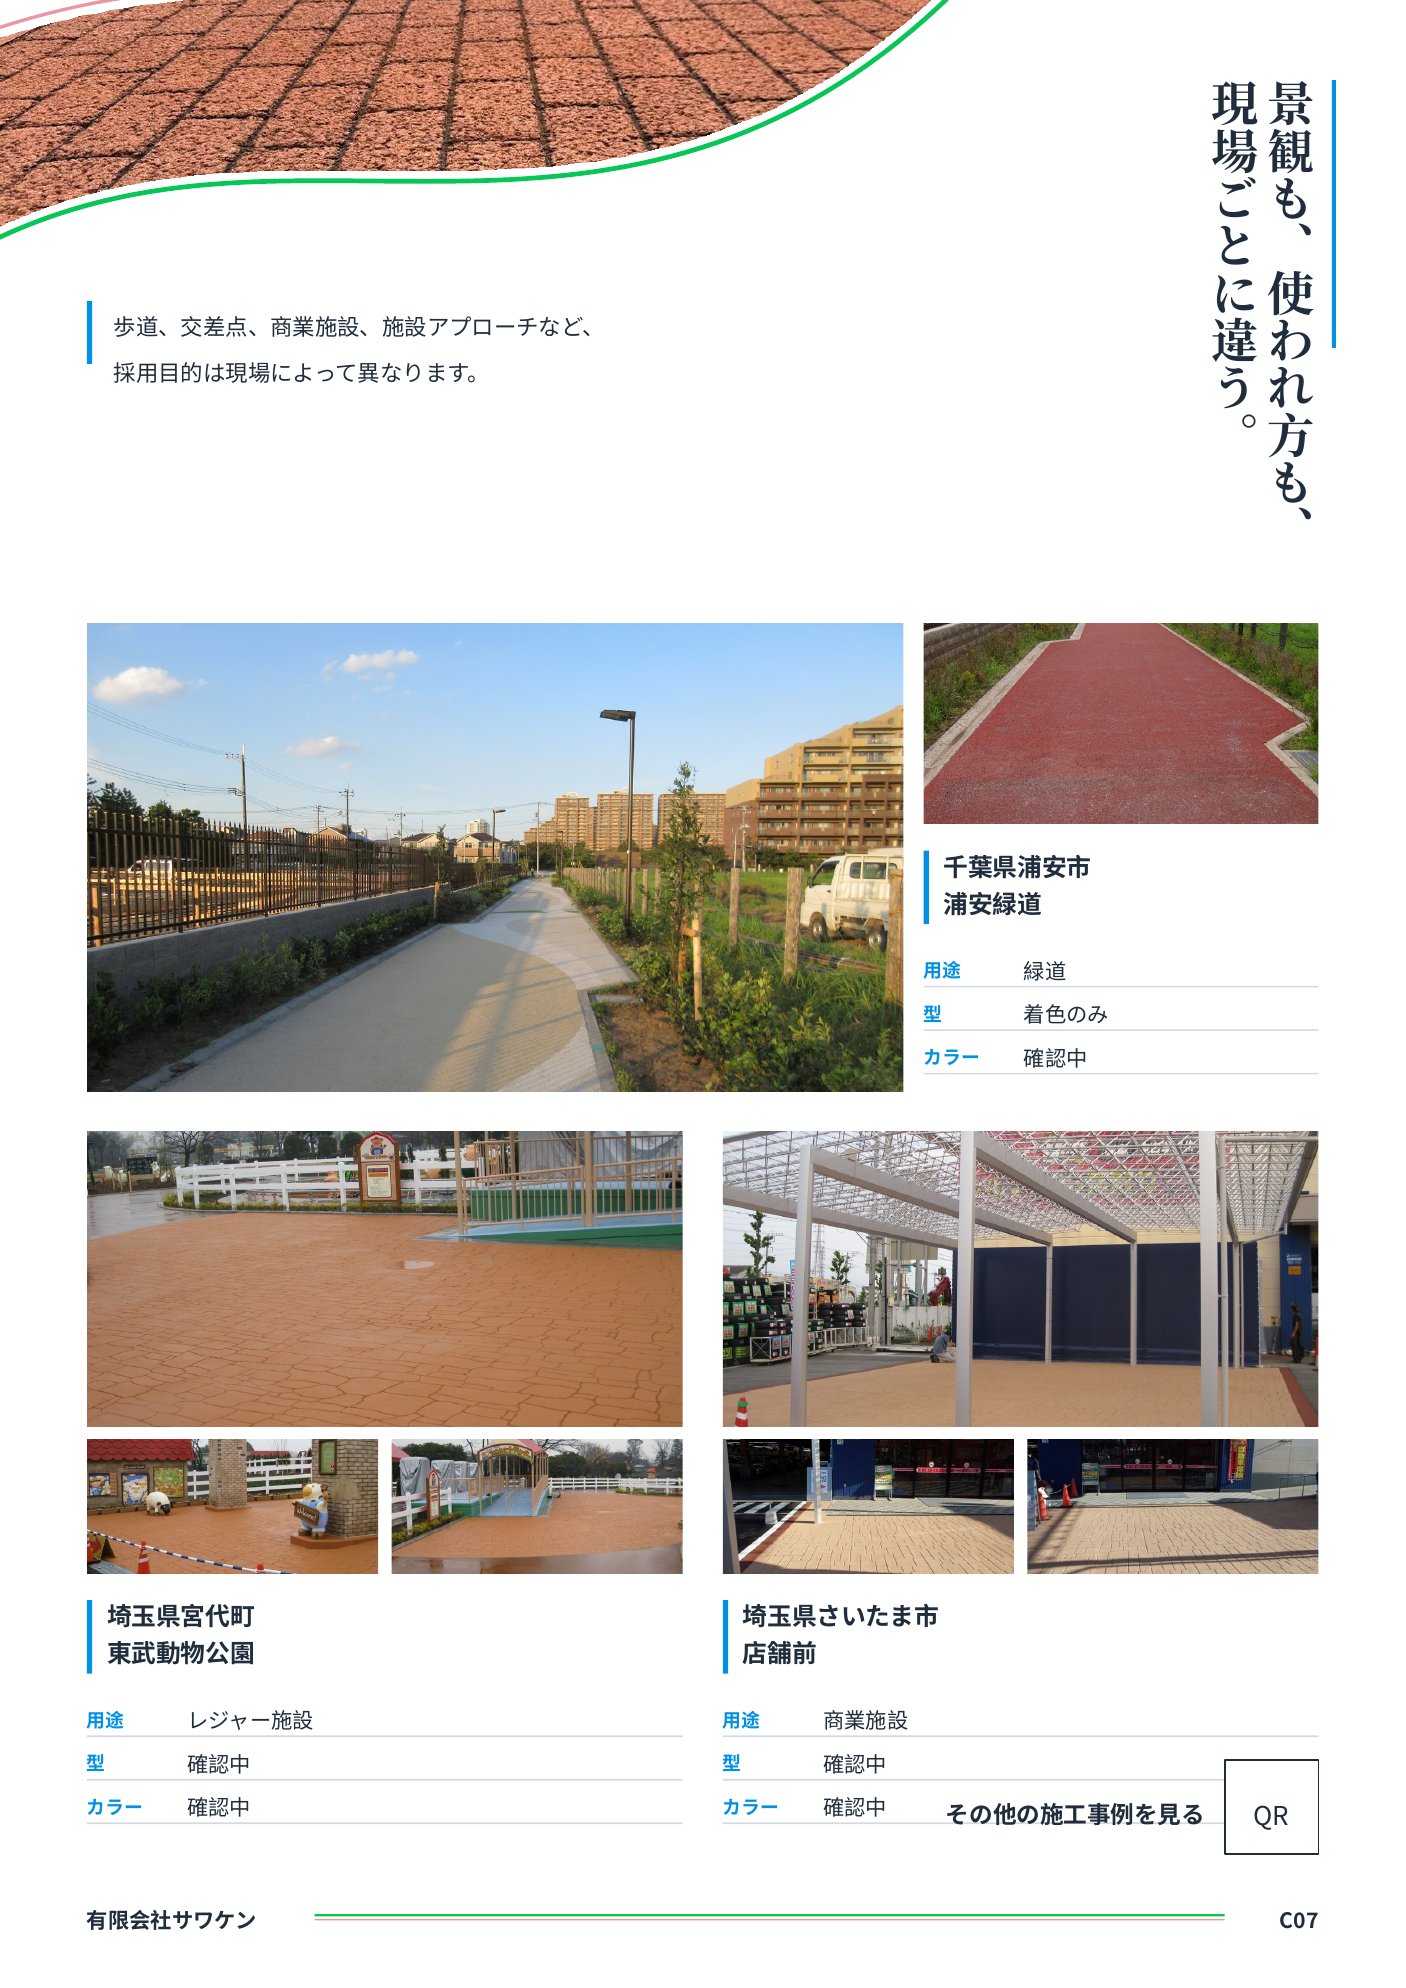 景観も、使われ方も、
現場ごとに違う。
歩道、交差点、商業施設、施設アプローチなど、
採用目的は現場によって異なります。
千葉県浦安市
浦安緑道
用途 緑道
型 着色のみ
カラー 確認中
埼玉県宮代町
東武動物公園
用途 レジャー施設
型 確認中
カラー 確認中
埼玉県さいたま市
店舗前
用途 商業施設
型 確認中
カラー 確認中
その他の施工事例を見る
QR
有限会社サワケン
C07